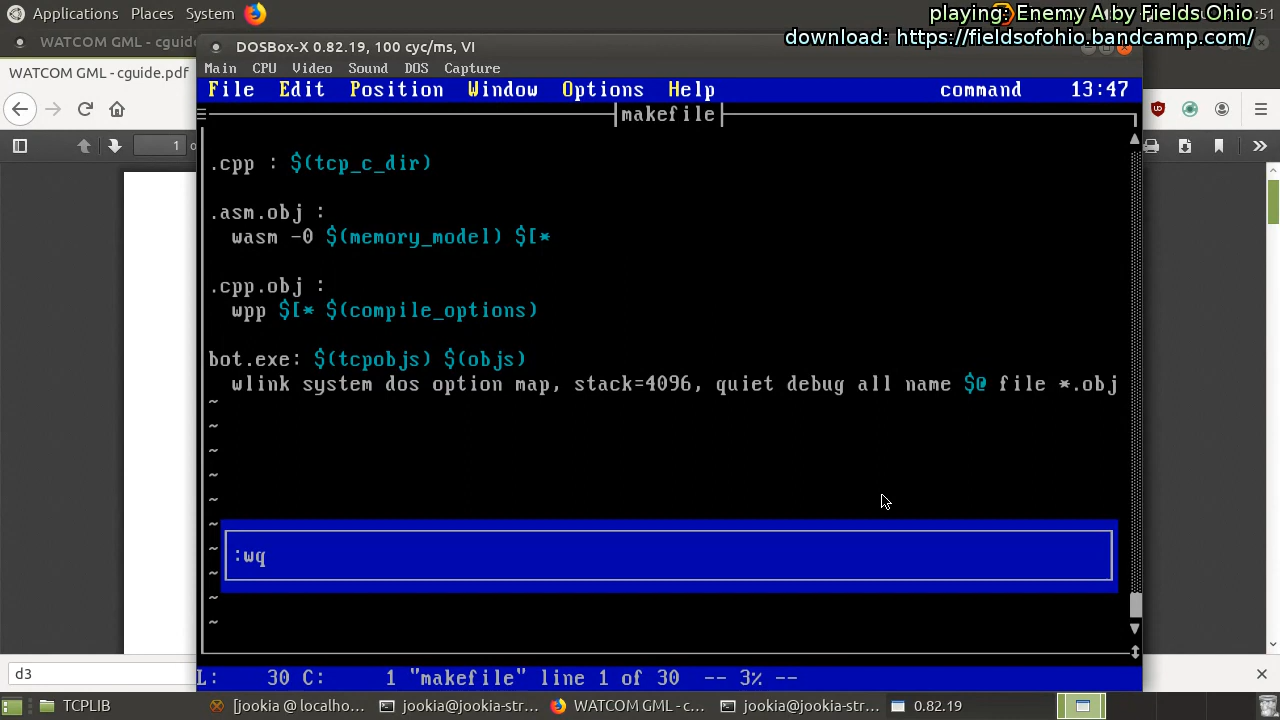 Applications Places System :51
playing: Enemy A by Fields Ohio
download: https://fieldsofohio.bandcamp.com/
WATCOM GML - cguide
DOSBox-X 0.82.19, 100 cyc/ms, VI
WATCOM GML - cguide.pdf
Main CPU Video Sound DOS Capture
File Edit Position Window Options Help command 13:47
makefile
1
.cpp : $(tcp_c_dir)
.asm.obj :
wasm -0 $(memory_model) $[*
.cpp.obj :
wpp $[* $(compile_options)
bot.exe: $(tcpobjs) $(objs)
wlink system dos option map, stack=4096, quiet debug all name $@ file *.obj
~
~
~
~
~
~
~
~
~
~
:wq
d3
L: 30 C: 1 "makefile" line 1 of 30 -- 3% --
TCPLIB [jookia @ localho... jookia@jookia-str... WATCOM GML - c... jookia@jookia-str... 0.82.19